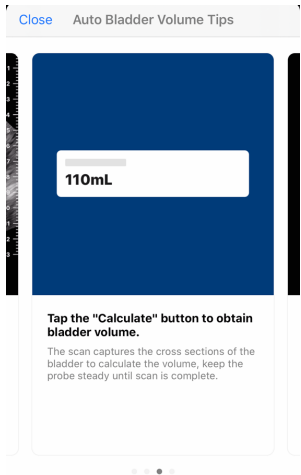 Close Auto Bladder Volume Tips
110mL
Tap the "Calculate" button to obtain
bladder volume.
The scan captures the cross sections of the
bladder to calculate the volume, keep the
probe steady until scan is complete.